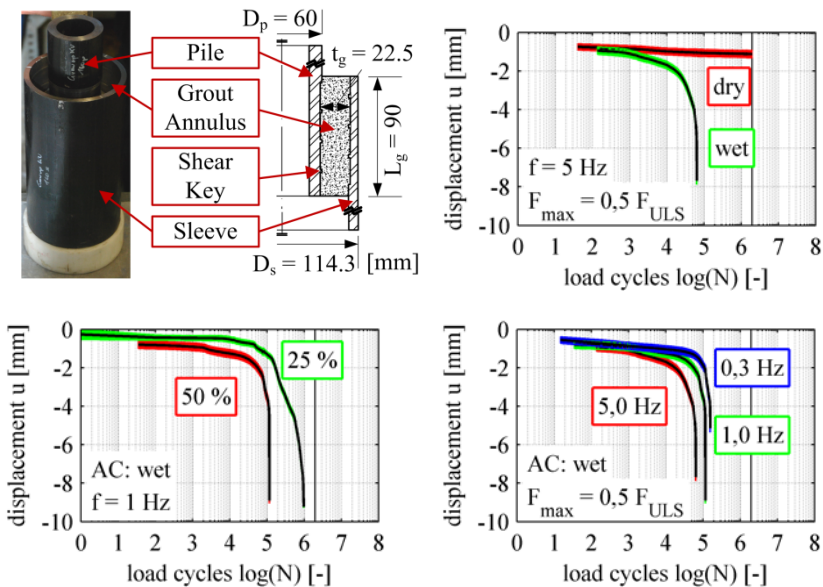 Pile
Grout
Annulus
Shear
Key
Sleeve
D_p = 60
t_g = 22.5
L_g = 90
D_s = 114.3 [mm]
displacement u [mm]
0
-2
-4
-6
-8
-10
dry
wet
f = 5 Hz
F_max = 0,5 F_ULS
0 1 2 3 4 5 6 7 8
load cycles log(N) [-]
displacement u [mm]
0
-2
-4
-6
-8
-10
25 %
50 %
AC: wet
f = 1 Hz
0 1 2 3 4 5 6 7 8
load cycles log(N) [-]
displacement u [mm]
0
-2
-4
-6
-8
-10
0,3 Hz
5,0 Hz
1,0 Hz
AC: wet
F_max = 0,5 F_ULS
0 1 2 3 4 5 6 7 8
load cycles log(N) [-]